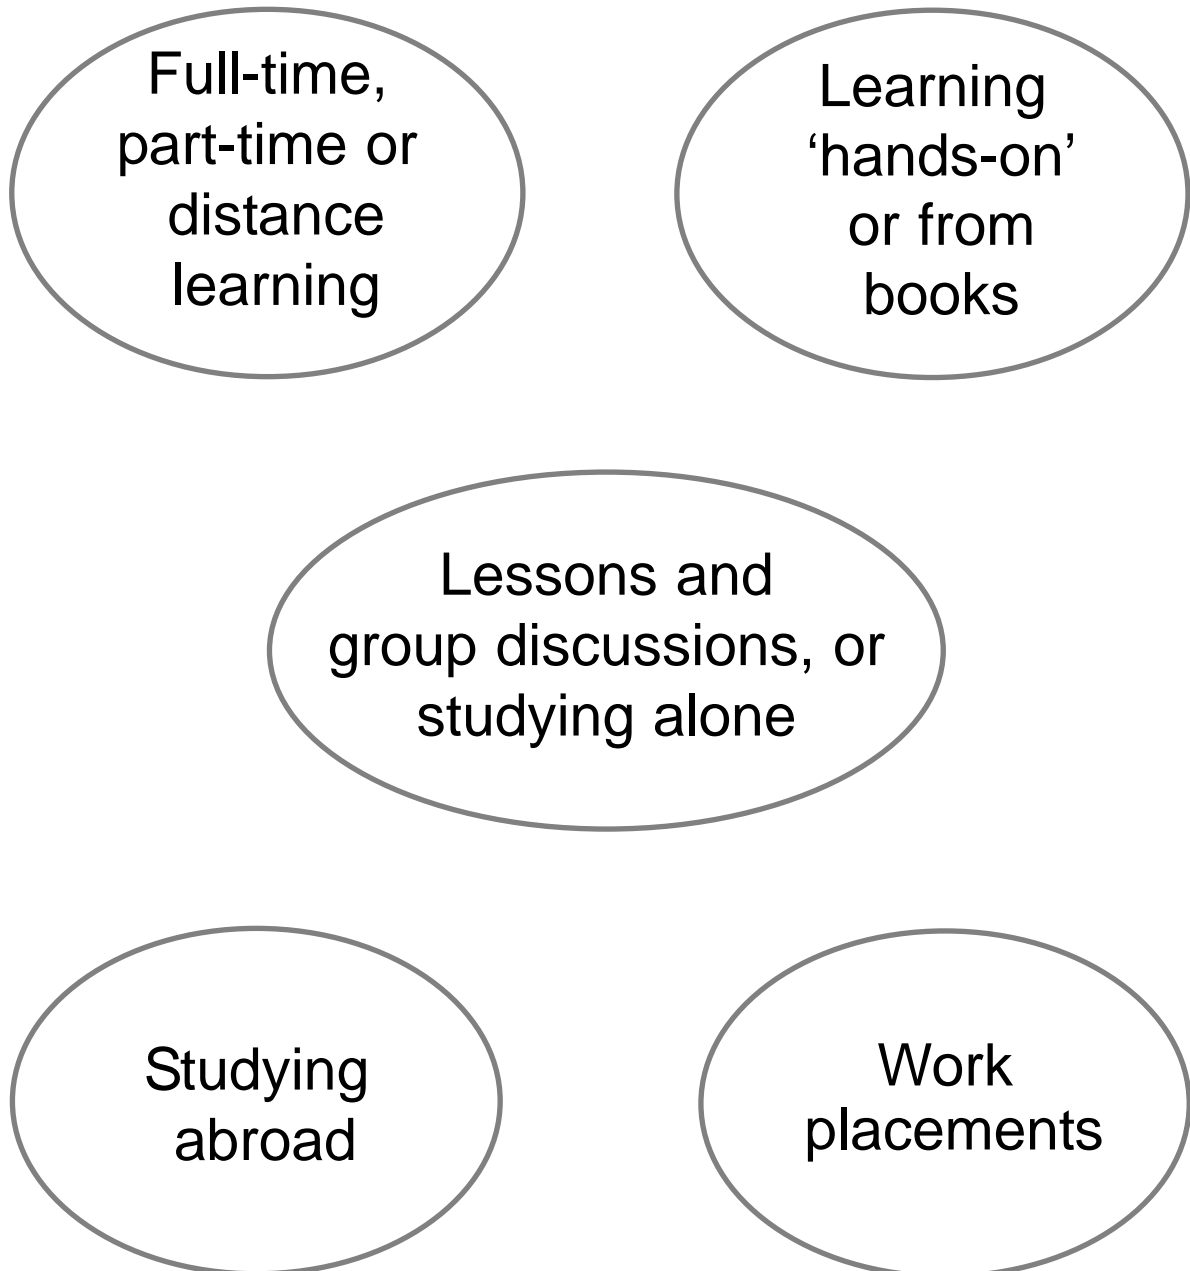 Full-time,
part-time or
distance
learning
Learning
‘hands-on’
or from
books
Lessons and
group discussions, or
studying alone
Studying
abroad
Work
placements